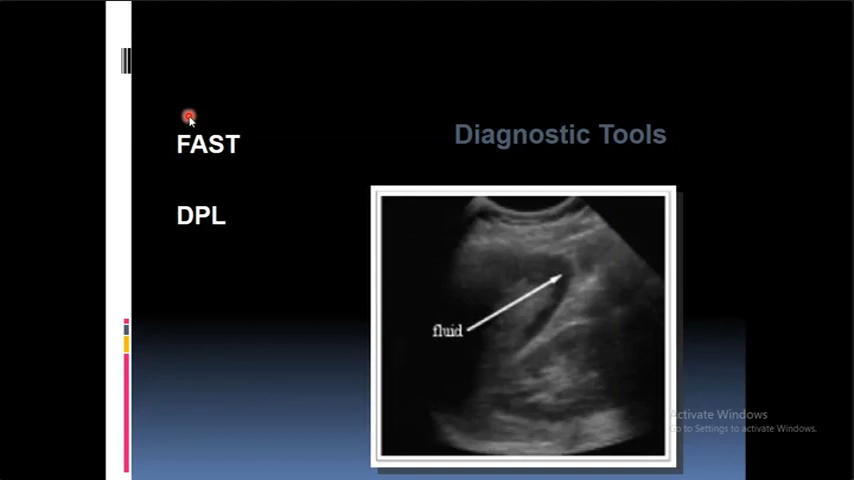 FAST
Diagnostic Tools
DPL
fluid
Activate Windows
Go to Settings to activate Windows.